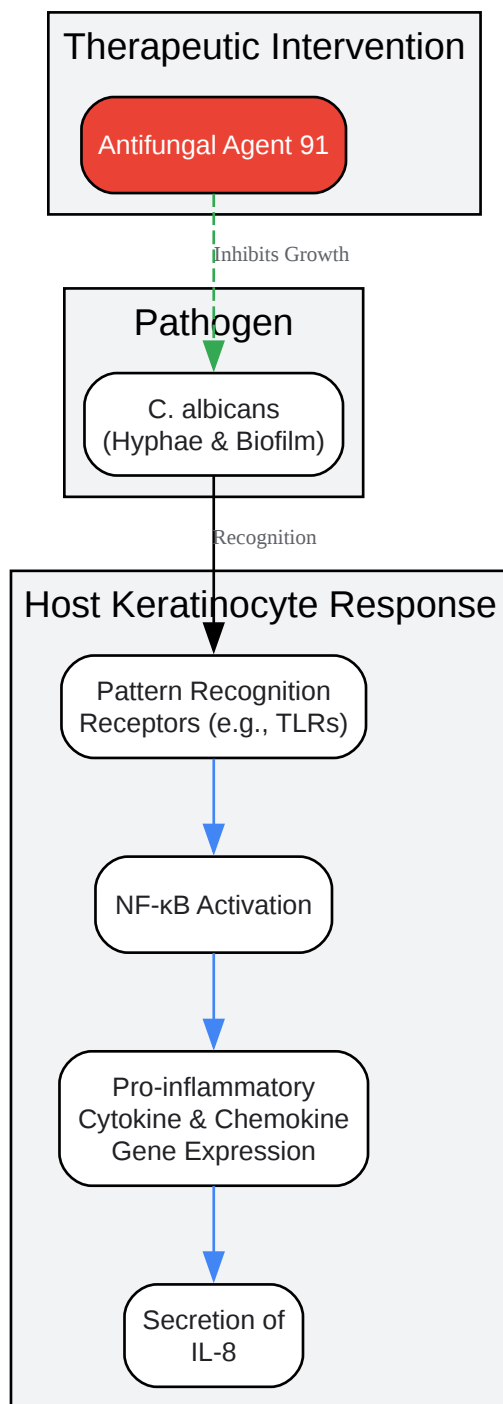 Therapeutic Intervention
Antifungal Agent 91
Inhibits Growth
Pathogen
C. albicans
(Hyphae & Biofilm)
Recognition
Host Keratinocyte Response
Pattern Recognition
Receptors (e.g., TLRs)
NF-κB Activation
Pro-inflammatory
Cytokine & Chemokine
Gene Expression
Secretion of
IL-8